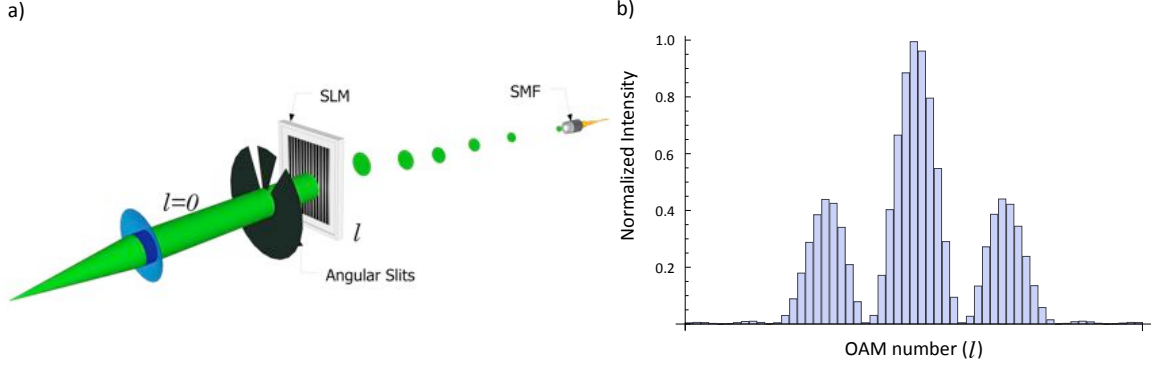 a)
SLM
SMF
l=0
l
Angular Slits
b)
1.0
0.8
0.6
0.4
0.2
Normalized Intensity
OAM number (l)